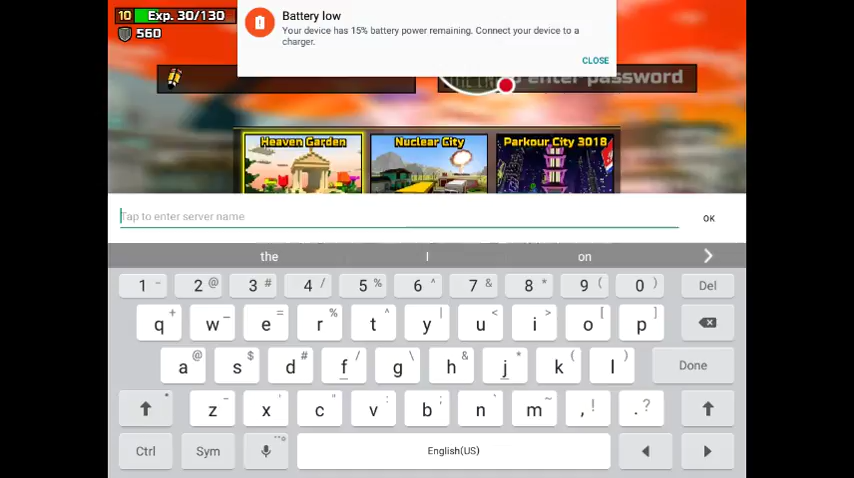 10 Exp. 30/130
560
Battery low
Your device has 15% battery power remaining. Connect your device to a
charger.
CLOSE
enter password
Heaven Garden
Nuclear City
Parkour City 3018
Tap to enter server name
OK
the I on
1 - 2 @ 3 # 4 / 5 % 6 ^ 7 & 8 * 9 ( 0 ) Del
q + w e r % t ^ y | u < i > o [ p ]
a @ s $ d # f / g \ h & j * k ( l ) Done
z - x ' c " v : b ; n ~ m _ , ! . ?
Ctrl Sym English(US)